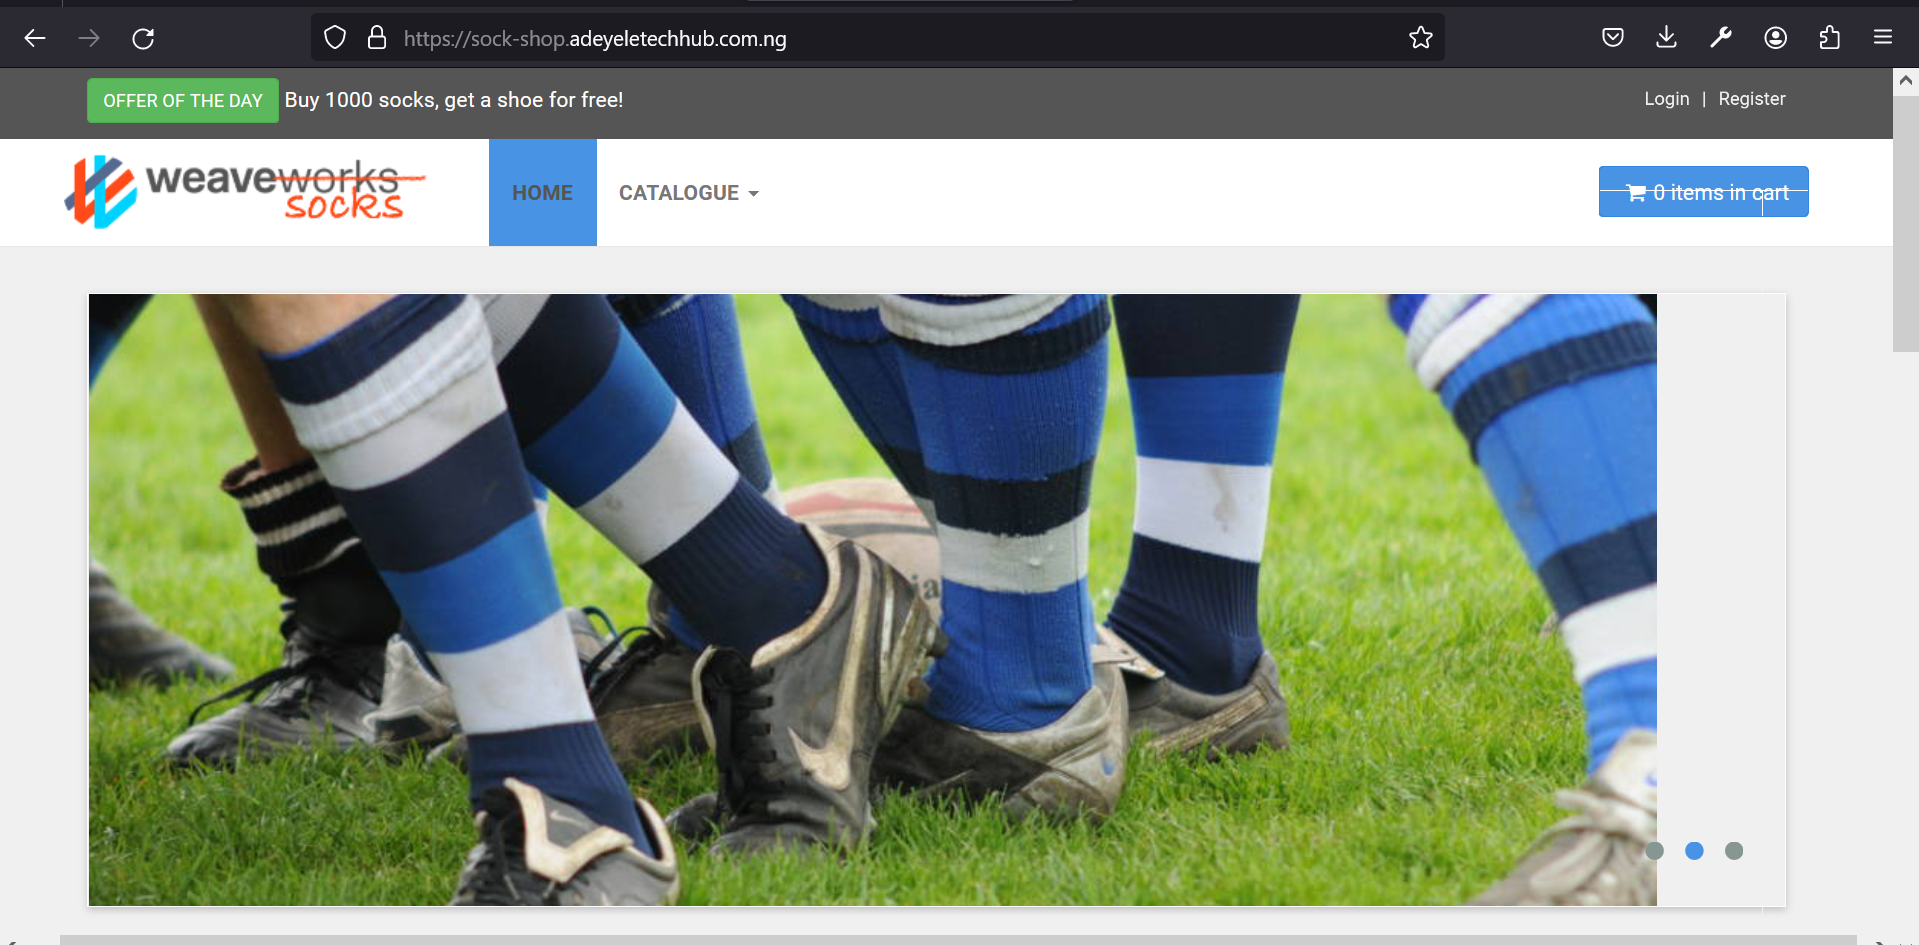 https://sock-shop.adeyeletechhub.com.ng
OFFER OF THE DAY Buy 1000 socks, get a shoe for free!
Login | Register
weaveworks
socks
HOME
CATALOGUE
0 items in cart
ia